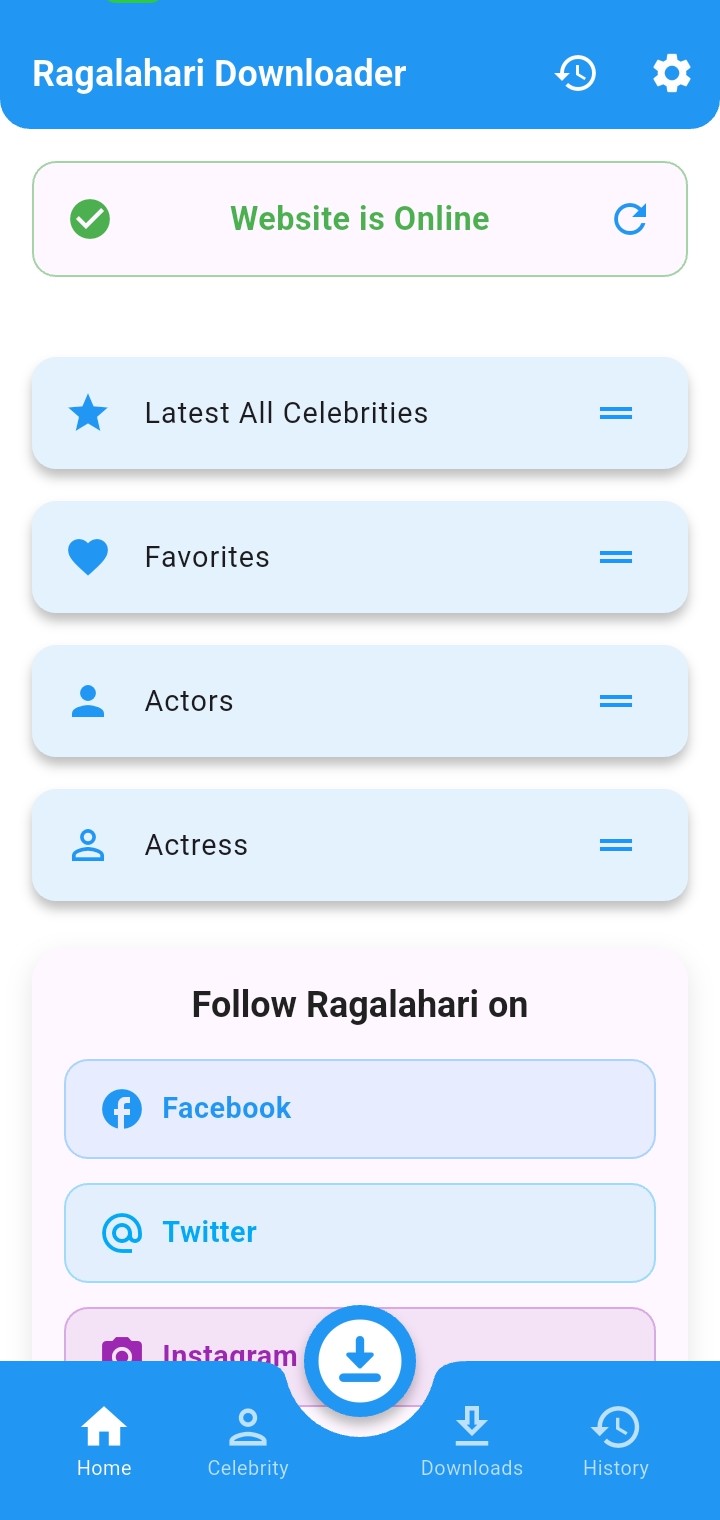 Ragalahari Downloader
Website is Online
Latest All Celebrities
Favorites
Actors
Actress
Follow Ragalahari on
Facebook
Twitter
Instagram
Home
Celebrity
Downloads
History